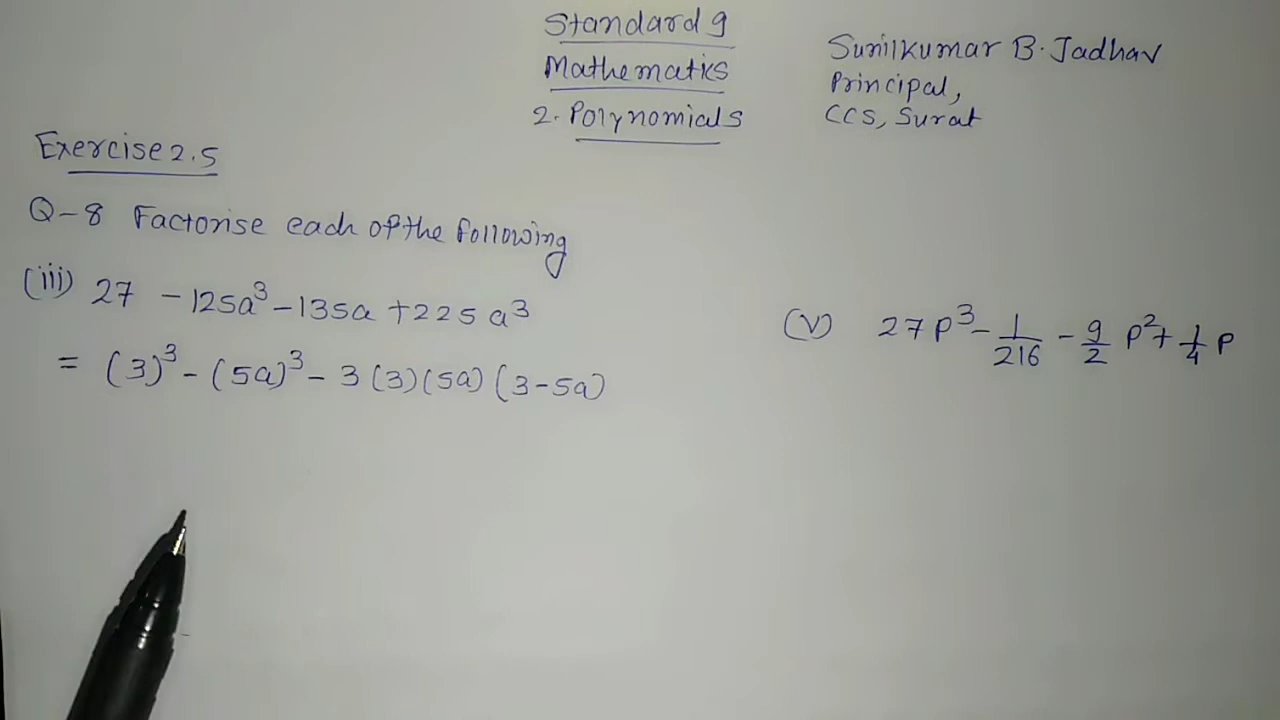 Standard 9
Mathematics
2. Polynomials
Sunilkumar B. Jadhav
Principal,
CCS, Surat
Exercise 2.5
Q-8 Factorise each of the following
(iii) 27 - 125a³ - 135a + 225a³
= (3)³ - (5a)³ - 3(3)(5a)(3-5a)
(V) 27p³ - 1/216 - 9/2 p² + 1/4 p